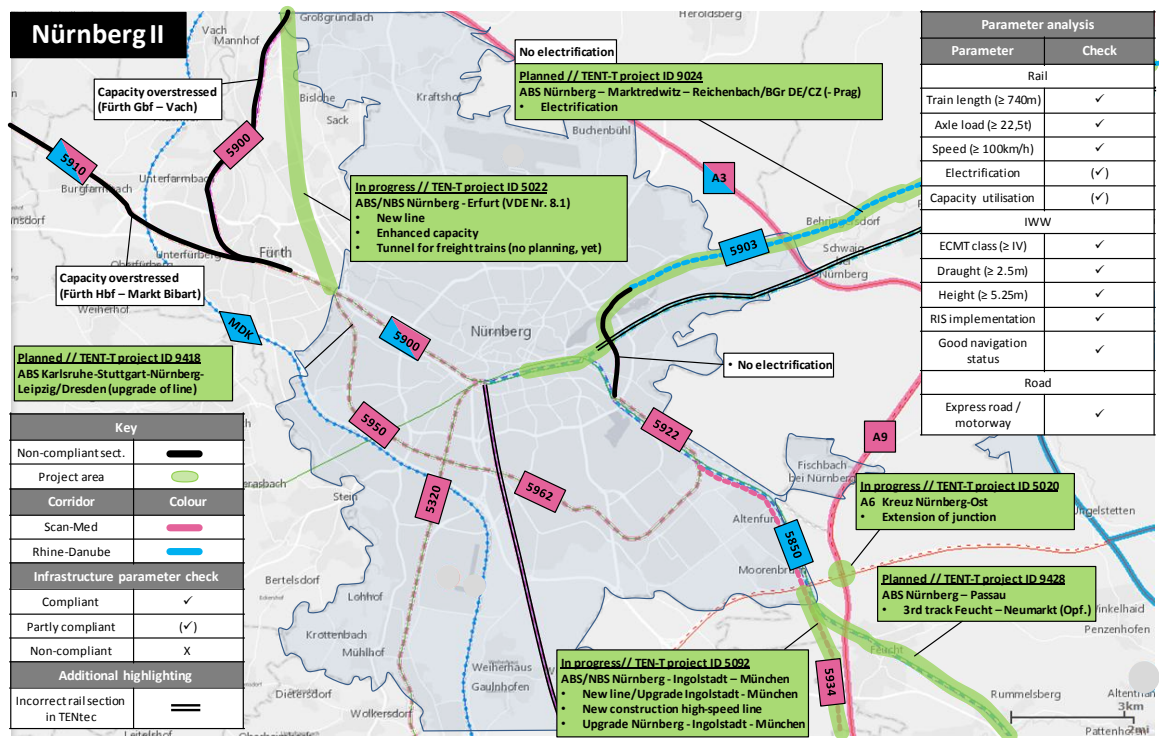 Nürnberg II
Großgründlach
Heroldsberg
Vach
Mannhof
No electrification
Planned // TENT-T project ID 9024
ABS Nürnberg – Marktredwitz – Reichenbach/BGr DE/CZ (- Prag)
• Electrification
Capacity overstressed
(Fürth Gbf – Vach)
Bislohe
Sack
Kraftshof
Buchenbühl
5900
5910
Burgfarrnbach
Unterfarrnbach
A3
In progress // TEN-T project ID 5022
ABS/NBS Nürnberg - Erfurt (VDE Nr. 8.1)
• New line
• Enhanced capacity
• Tunnel for freight trains (no planning, yet)
5903
Schwaig
bei
Nürnberg
Unterfürberg
Oberfürberg
Fürth
Capacity overstressed
(Fürth Hbf – Markt Bibart)
Weiherhof
MDK
Nürnberg
5900
• No electrification
Planned // TENT-T project ID 9418
ABS Karlsruhe-Stuttgart-Nürnberg-
Leipzig/Dresden (upgrade of line)
5950
5922
A9
5320
5962
Stein
Fischbach
bei Nürnberg
In progress // TEN-T project ID 5020
A6 Kreuz Nürnberg-Ost
• Extension of junction
Altenfurt
5850
Moorenbrunn
Planned // TENT-T project ID 9428
ABS Nürnberg – Passau
• 3rd track Feucht – Neumarkt (Opf.)
Penzenhofen
Bertelsdorf
Lohhof
Krottenbach
Mühlhof
Weiherhaus
Gaulnhofen
Feucht
5934
In progress// TEN-T project ID 5092
ABS/NBS Nürnberg - Ingolstadt – München
• New line/Upgrade Ingolstadt - München
• New construction high-speed line
• Upgrade Nürnberg - Ingolstadt - München
Dietersdorf
Wolkersdorf
Rummelsberg
3km
2mi
Key
Non-compliant sect.
Project area
Corridor Colour
Scan-Med
Rhine-Danube
Infrastructure parameter check
Compliant ✓
Partly compliant (✓)
Non-compliant X
Additional highlighting
Incorrect rail section
in TENtec
Parameter analysis
Parameter Check
Rail
Train length (≥ 740m) ✓
Axle load (≥ 22,5t) ✓
Speed (≥ 100km/h) ✓
Electrification (✓)
Capacity utilisation (✓)
IWW
ECMT class (≥ IV) ✓
Draught (≥ 2.5m) ✓
Height (≥ 5.25m) ✓
RIS implementation ✓
Good navigation
status ✓
Road
Express road /
motorway ✓